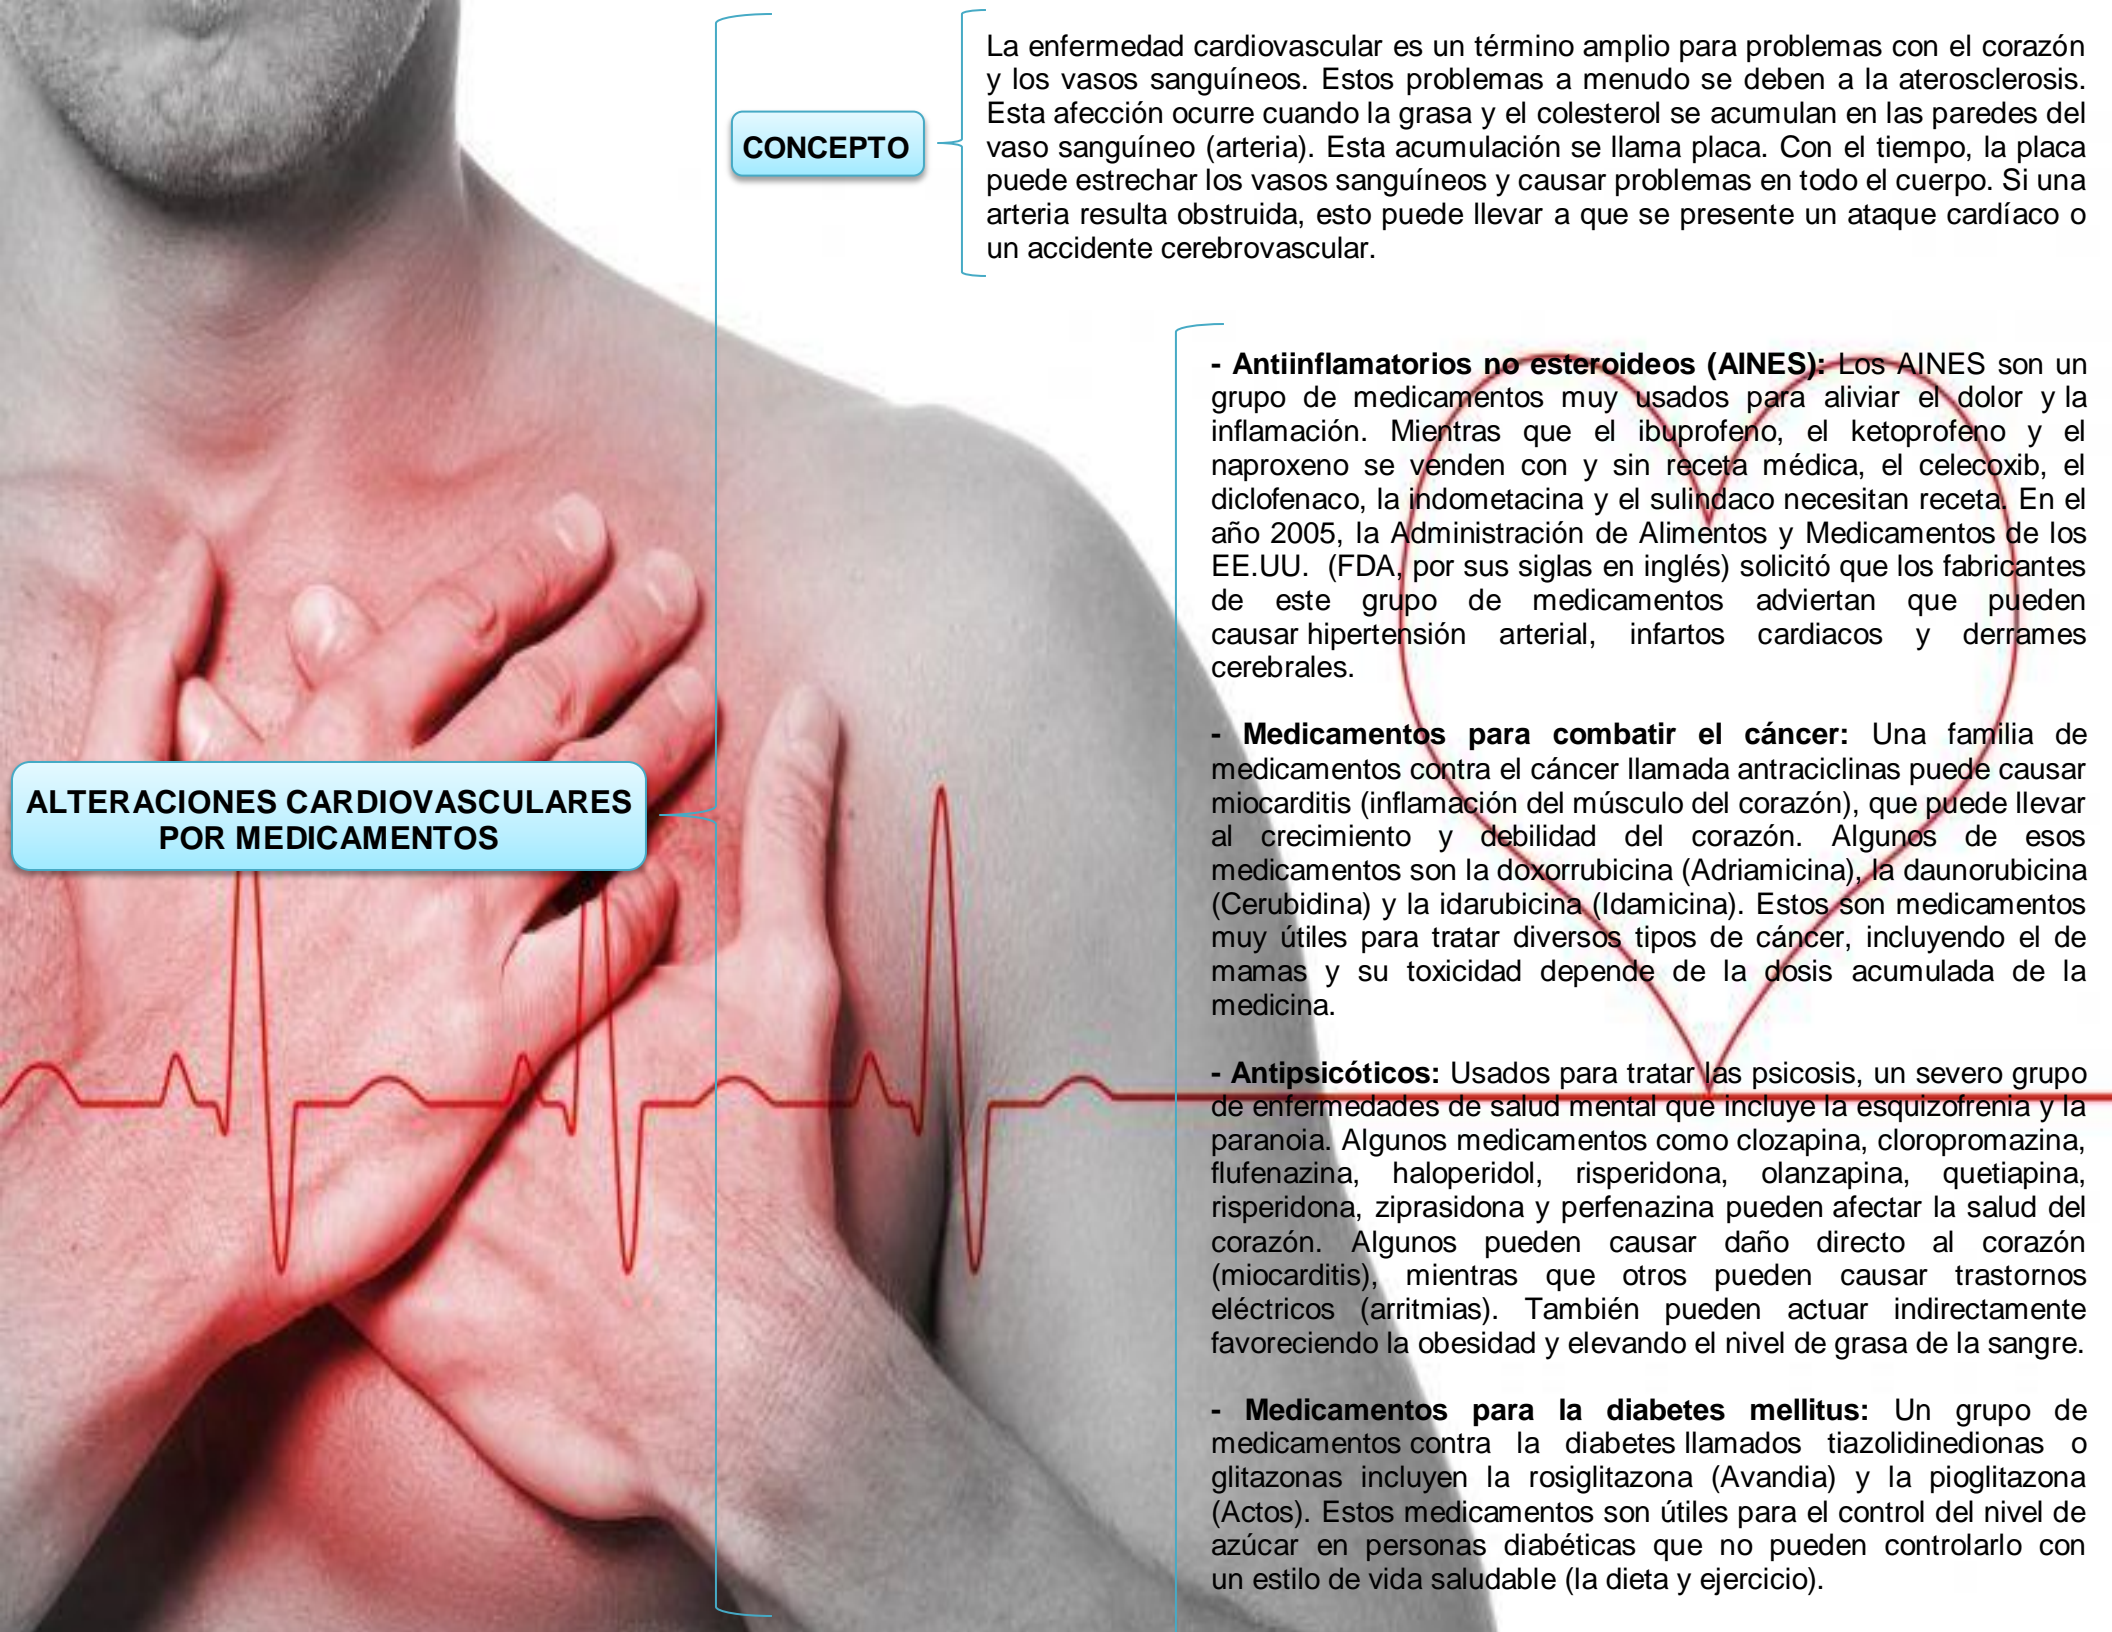 La enfermedad cardiovascular es un término amplio para problemas con el corazón
y los vasos sanguíneos. Estos problemas a menudo se deben a la aterosclerosis.
Esta afección ocurre cuando la grasa y el colesterol se acumulan en las paredes del
vaso sanguíneo (arteria). Esta acumulación se llama placa. Con el tiempo, la placa
puede estrechar los vasos sanguíneos y causar problemas en todo el cuerpo. Si una
arteria resulta obstruida, esto puede llevar a que se presente un ataque cardíaco o
un accidente cerebrovascular.
CONCEPTO
- Antiinflamatorios no esteroideos (AINES): Los AINES son un
grupo de medicamentos muy usados para aliviar el dolor y la
inflamación. Mientras que el ibuprofeno, el ketoprofeno y el
naproxeno se venden con y sin receta médica, el celecoxib, el
diclofenaco, la indometacina y el sulindaco necesitan receta. En el
año 2005, la Administración de Alimentos y Medicamentos de los
EE.UU. (FDA, por sus siglas en inglés) solicitó que los fabricantes
de este grupo de medicamentos adviertan que pueden
causar hipertensión arterial, infartos cardiacos y derrames
cerebrales.
- Medicamentos para combatir el cáncer: Una familia de
medicamentos contra el cáncer llamada antraciclinas puede causar
miocarditis (inflamación del músculo del corazón), que puede llevar
al crecimiento y debilidad del corazón. Algunos de esos
medicamentos son la doxorrubicina (Adriamicina), la daunorubicina
(Cerubidina) y la idarubicina (Idamicina). Estos son medicamentos
muy útiles para tratar diversos tipos de cáncer, incluyendo el de
mamas y su toxicidad depende de la dosis acumulada de la
medicina.
ALTERACIONES CARDIOVASCULARES
POR MEDICAMENTOS
- Antipsicóticos: Usados para tratar las psicosis, un severo grupo
de enfermedades de salud mental que incluye la esquizofrenia y la
paranoia. Algunos medicamentos como clozapina, cloropromazina,
flufenazina, haloperidol, risperidona, olanzapina, quetiapina,
risperidona, ziprasidona y perfenazina pueden afectar la salud del
corazón. Algunos pueden causar daño directo al corazón
(miocarditis), mientras que otros pueden causar trastornos
eléctricos (arritmias). También pueden actuar indirectamente
favoreciendo la obesidad y elevando el nivel de grasa de la sangre.
- Medicamentos para la diabetes mellitus: Un grupo de
medicamentos contra la diabetes llamados tiazolidinedionas o
glitazonas incluyen la rosiglitazona (Avandia) y la pioglitazona
(Actos). Estos medicamentos son útiles para el control del nivel de
azúcar en personas diabéticas que no pueden controlarlo con
un estilo de vida saludable (la dieta y ejercicio).